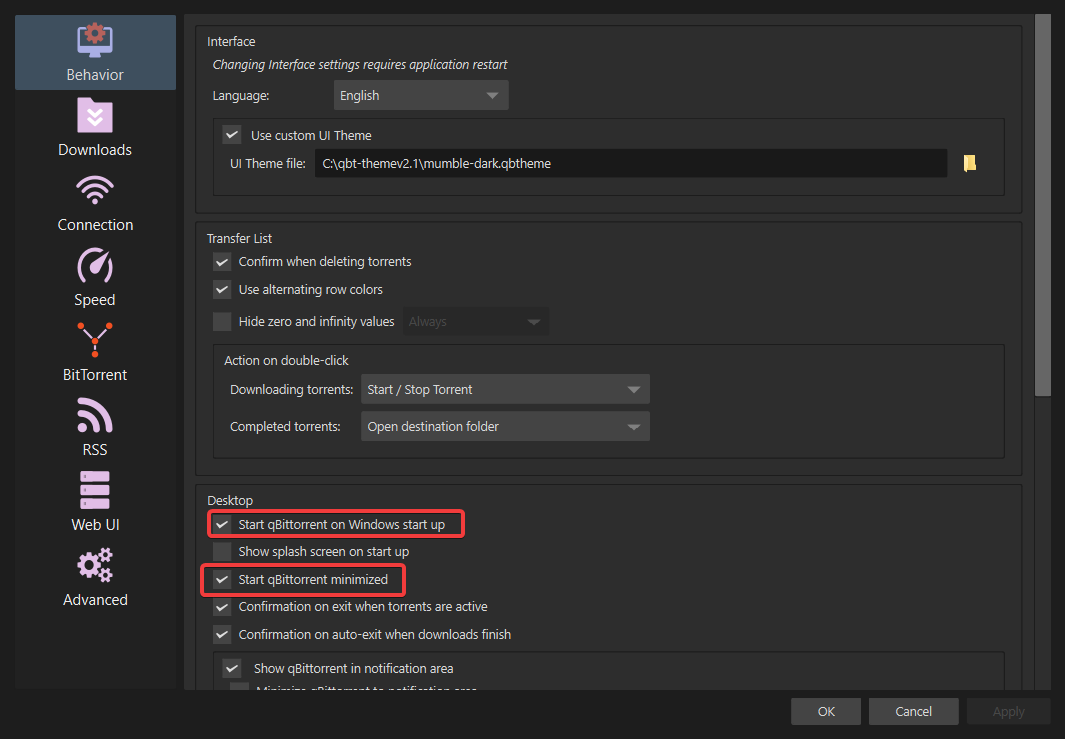 Behavior
Downloads
Connection
Speed
BitTorrent
RSS
Web UI
Advanced
Interface
Changing Interface settings requires application restart
Language: English
Use custom UI Theme
UI Theme file: C:\qbt-themev2.1\mumble-dark.qbtheme
Transfer List
Confirm when deleting torrents
Use alternating row colors
Hide zero and infinity values Always
Action on double-click
Downloading torrents: Start / Stop Torrent
Completed torrents: Open destination folder
Desktop
Start qBittorrent on Windows start up
Show splash screen on start up
Start qBittorrent minimized
Confirmation on exit when torrents are active
Confirmation on auto-exit when downloads finish
Show qBittorrent in notification area
Minimize qBittorrent to notification area
OK Cancel Apply